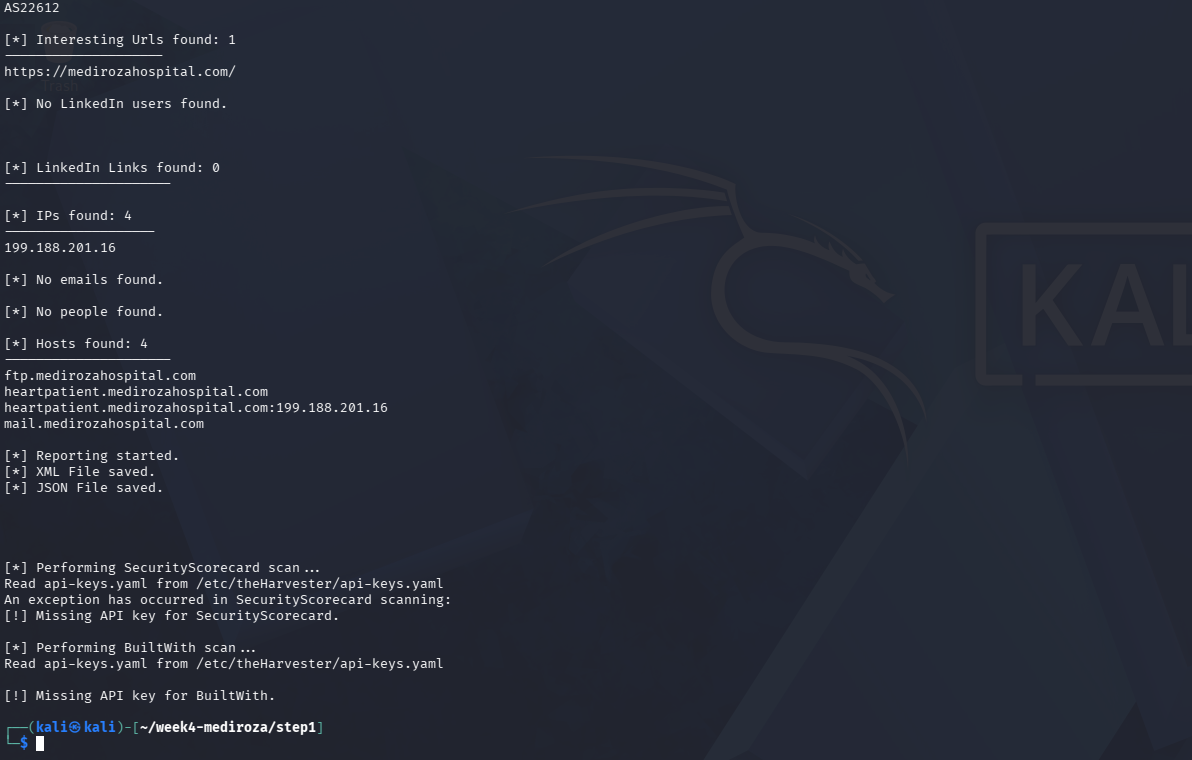 AS22612
[*] Interesting Urls found: 1
--------------------
https://medirozahospital.com/
[*] No LinkedIn users found.
[*] LinkedIn Links found: 0
---------------------
[*] IPs found: 4
-------------------
199.188.201.16
[*] No emails found.
[*] No people found.
[*] Hosts found: 4
---------------------
ftp.medirozahospital.com
heartpatient.medirozahospital.com
heartpatient.medirozahospital.com:199.188.201.16
mail.medirozahospital.com
[*] Reporting started.
[*] XML File saved.
[*] JSON File saved.
[*] Performing SecurityScorecard scan...
Read api-keys.yaml from /etc/theHarvester/api-keys.yaml
An exception has occurred in SecurityScorecard scanning:
[!] Missing API key for SecurityScorecard.
[*] Performing BuiltWith scan...
Read api-keys.yaml from /etc/theHarvester/api-keys.yaml
[!] Missing API key for BuiltWith.
┌──(kali㉿kali)-[~/week4-mediroza/step1]
└─$
Trash
KAL